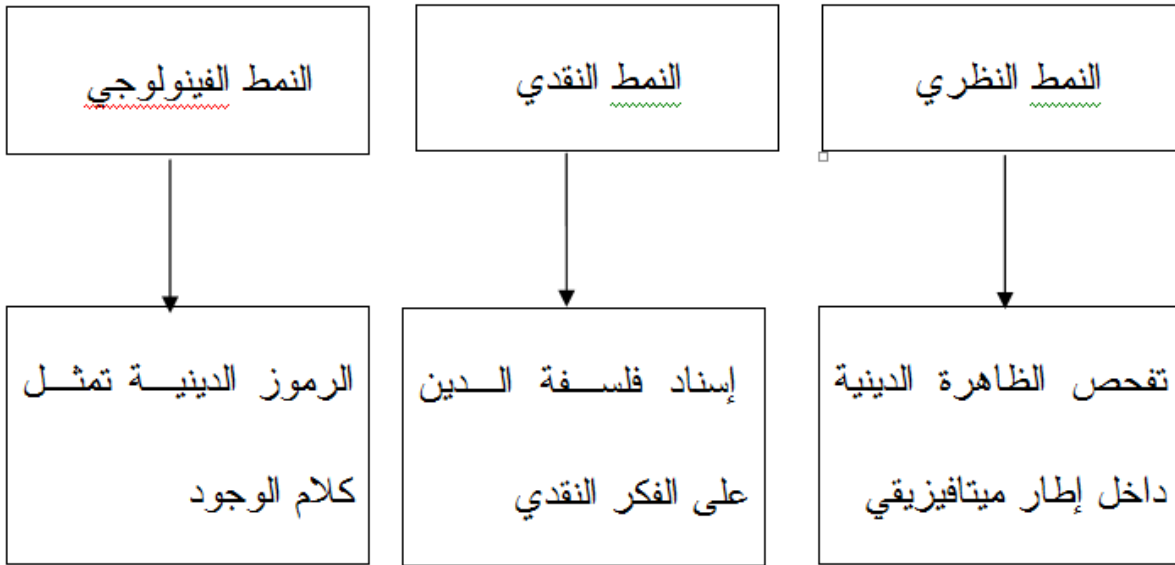 النمط النظري
النمط النقدي
النمط الفينولوجي
تفحص الظاهرة الدينية
داخل إطار ميتافيزيقي
إسناد فلسفة الدين
على الفكر النقدي
الرموز الدينية تمثل
كلام الوجود